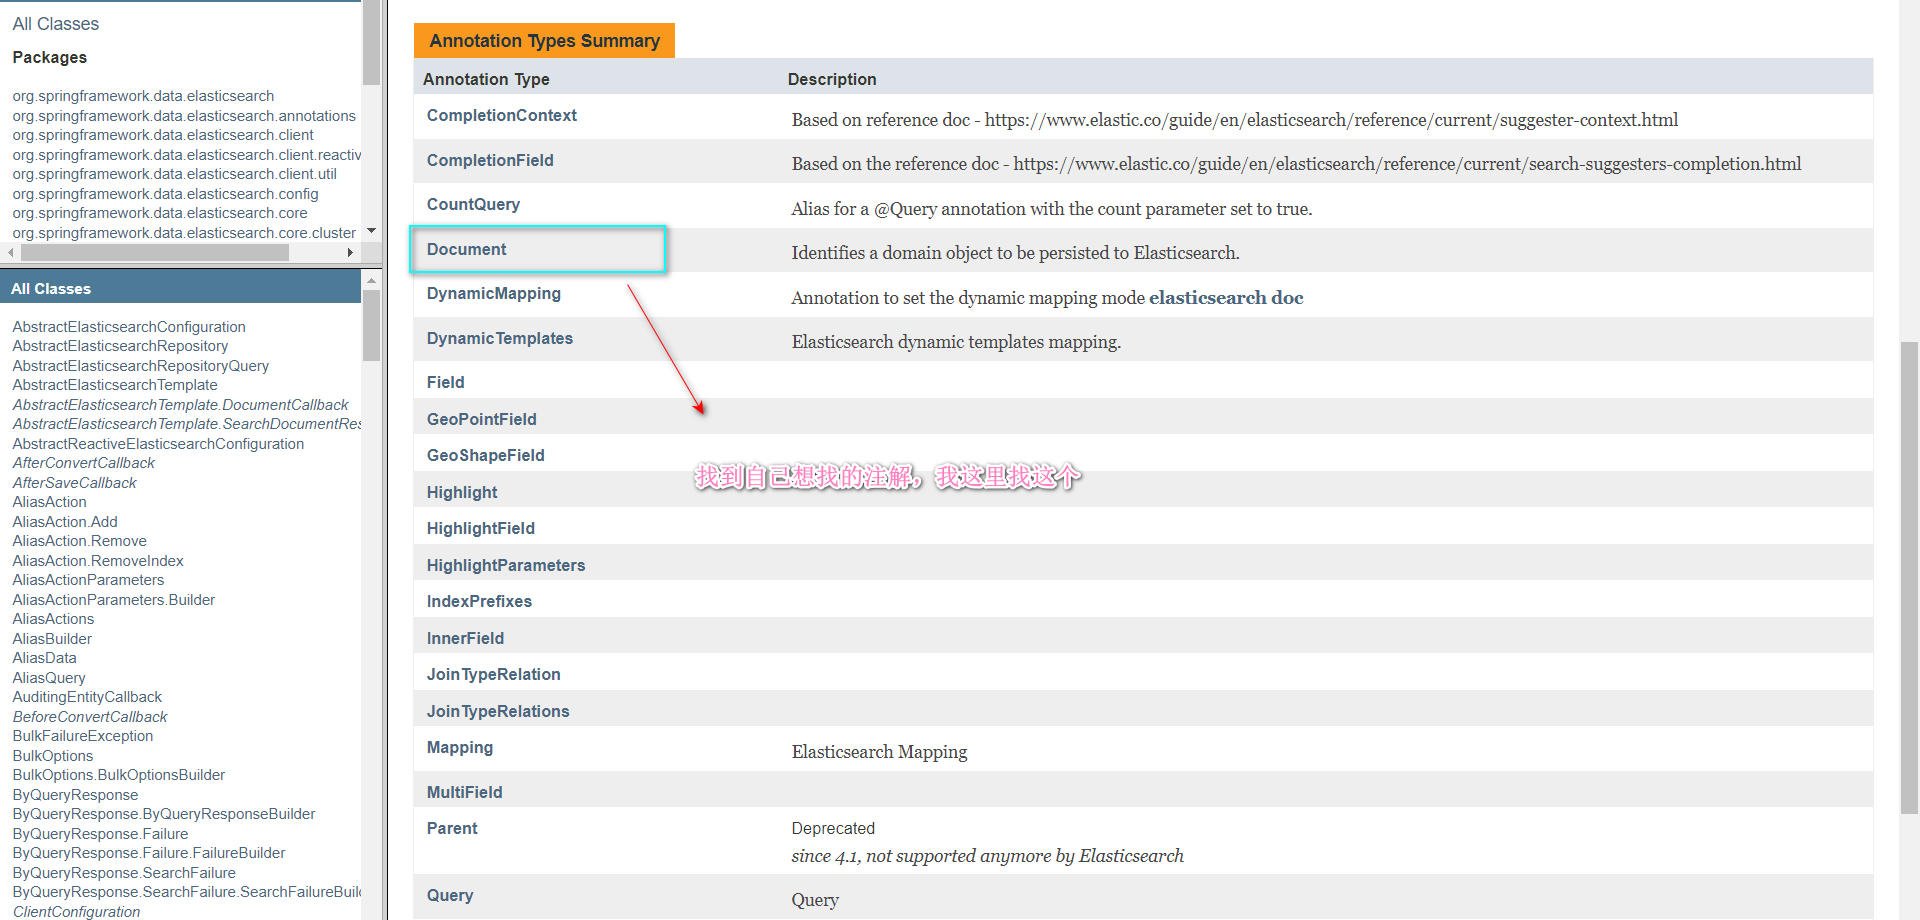 All Classes
Packages
org.springframework.data.elasticsearch
org.springframework.data.elasticsearch.annotations
org.springframework.data.elasticsearch.client
org.springframework.data.elasticsearch.client.reactiv
org.springframework.data.elasticsearch.client.util
org.springframework.data.elasticsearch.config
org.springframework.data.elasticsearch.core
org.springframework.data.elasticsearch.core.cluster
All Classes
AbstractElasticsearchConfiguration
AbstractElasticsearchRepository
AbstractElasticsearchRepositoryQuery
AbstractElasticsearchTemplate
AbstractElasticsearchTemplate.DocumentCallback
AbstractElasticsearchTemplate.SearchDocumentRes
AbstractReactiveElasticsearchConfiguration
AfterConvertCallback
AfterSaveCallback
AliasAction
AliasAction.Add
AliasAction.Remove
AliasAction.RemoveIndex
AliasActionParameters
AliasActionParameters.Builder
AliasActions
AliasBuilder
AliasData
AliasQuery
AuditingEntityCallback
BeforeConvertCallback
BulkFailureException
BulkOptions
BulkOptions.BulkOptionsBuilder
ByQueryResponse
ByQueryResponse.ByQueryResponseBuilder
ByQueryResponse.Failure
ByQueryResponse.Failure.FailureBuilder
ByQueryResponse.SearchFailure
ByQueryResponse.SearchFailure.SearchFailureBuil
ClientConfiguration
Annotation Types Summary
Annotation Type Description
CompletionContext Based on reference doc - https://www.elastic.co/guide/en/elasticsearch/reference/current/suggester-context.html
CompletionField Based on the reference doc - https://www.elastic.co/guide/en/elasticsearch/reference/current/search-suggesters-completion.html
CountQuery Alias for a @Query annotation with the count parameter set to true.
Document Identifies a domain object to be persisted to Elasticsearch.
DynamicMapping Annotation to set the dynamic mapping mode elasticsearch doc
DynamicTemplates Elasticsearch dynamic templates mapping.
Field
GeoPointField
GeoShapeField
找到自己想找的注解，我这里找这个
Highlight
HighlightField
HighlightParameters
IndexPrefixes
InnerField
JoinTypeRelation
JoinTypeRelations
Mapping Elasticsearch Mapping
MultiField
Parent Deprecated
since 4.1, not supported anymore by Elasticsearch
Query Query